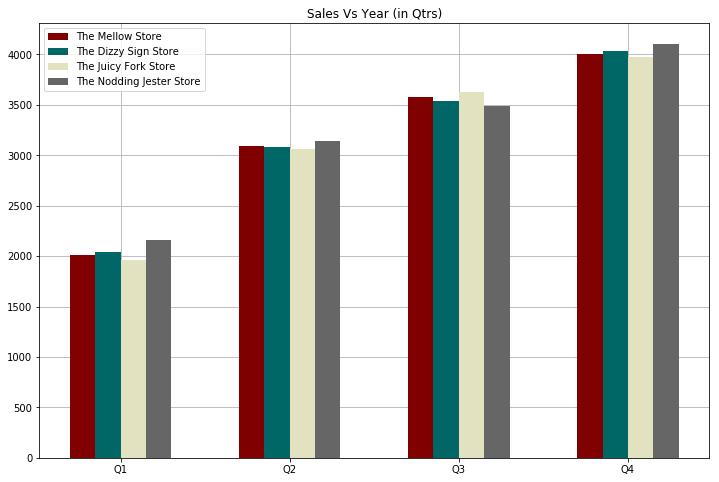 Sales Vs Year (in Qtrs)
The Mellow Store
The Dizzy Sign Store
The Juicy Fork Store
The Nodding Jester Store
4000
3500
3000
2500
2000
1500
1000
500
0
Q1 Q2 Q3 Q4